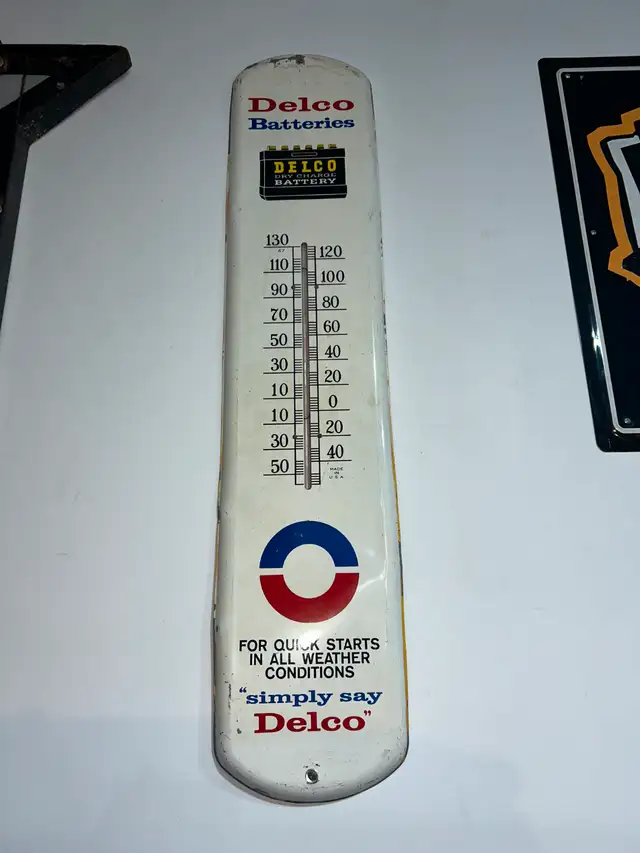 Delco
Batteries
DELCO
DRY CHARGE
BATTERY
130
120
110
100
90
80
70
60
50
40
30
20
10
0
10
20
30
40
50
MADE
IN
U.S.A
FOR QUICK STARTS
IN ALL WEATHER
CONDITIONS
"simply say
Delco"